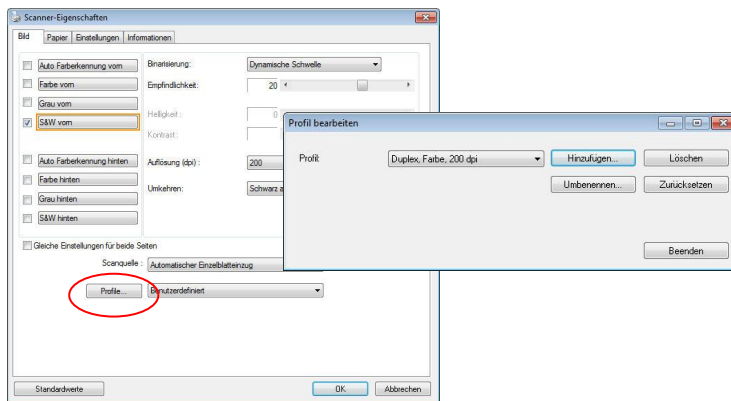 Scanner-Eigenschaften
Bild Papier Einstellungen Informationen
Auto Farberkennung vorn
Farbe vorn
Grau vorn
S&W vorn
Auto Farberkennung hinten
Farbe hinten
Grau hinten
S&W hinten
Binarisierung: Dynamische Schwelle
Empfindlichkeit: 20
Helligkeit: 0
Kontrast:
Auflösung (dpi) : 200
Umkehren: Schwarz a
Gleiche Einstellungen für beide Seiten
Scanquelle : Automatischer Einzelblatteinzug
Profile... Benutzerdefiniert
Standardwerte OK Abbrechen
Profil bearbeiten
Profil: Duplex, Farbe, 200 dpi Hinzufügen... Löschen
Umbenennen... Zurücksetzen
Beenden